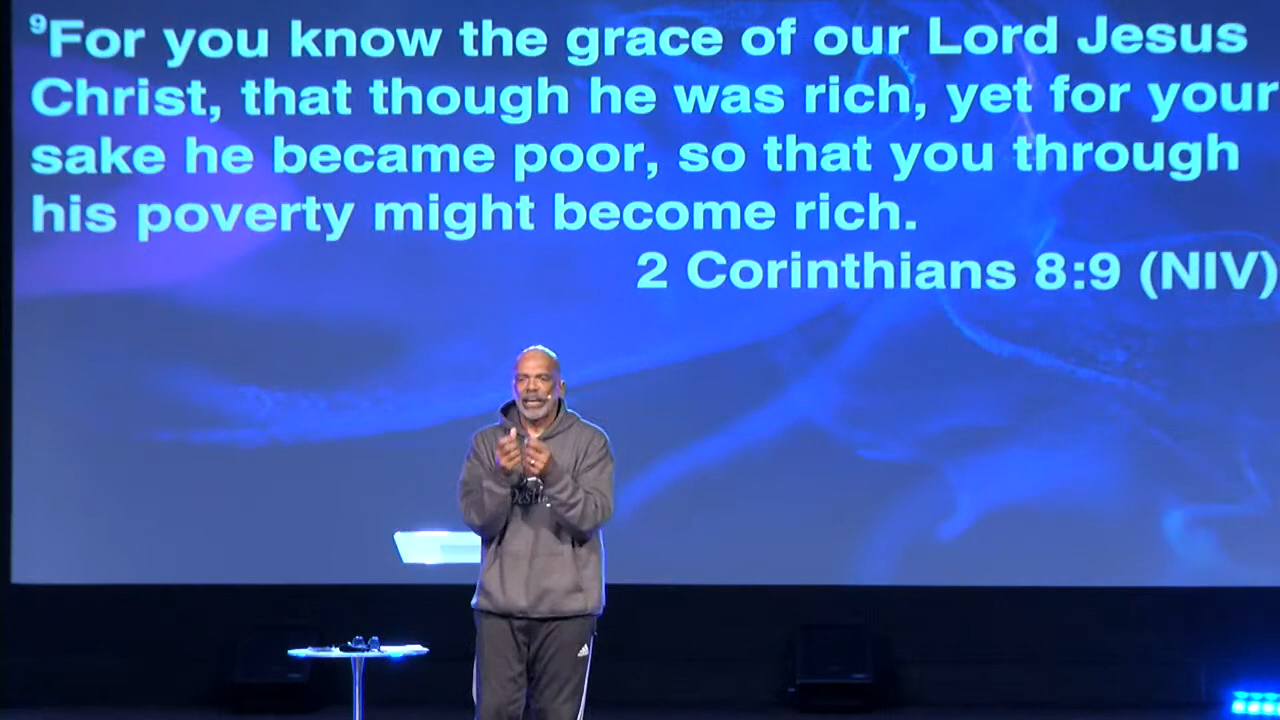 ⁹For you know the grace of our Lord Jesus
Christ, that though he was rich, yet for your
sake he became poor, so that you through
his poverty might become rich.
2 Corinthians 8:9 (NIV)